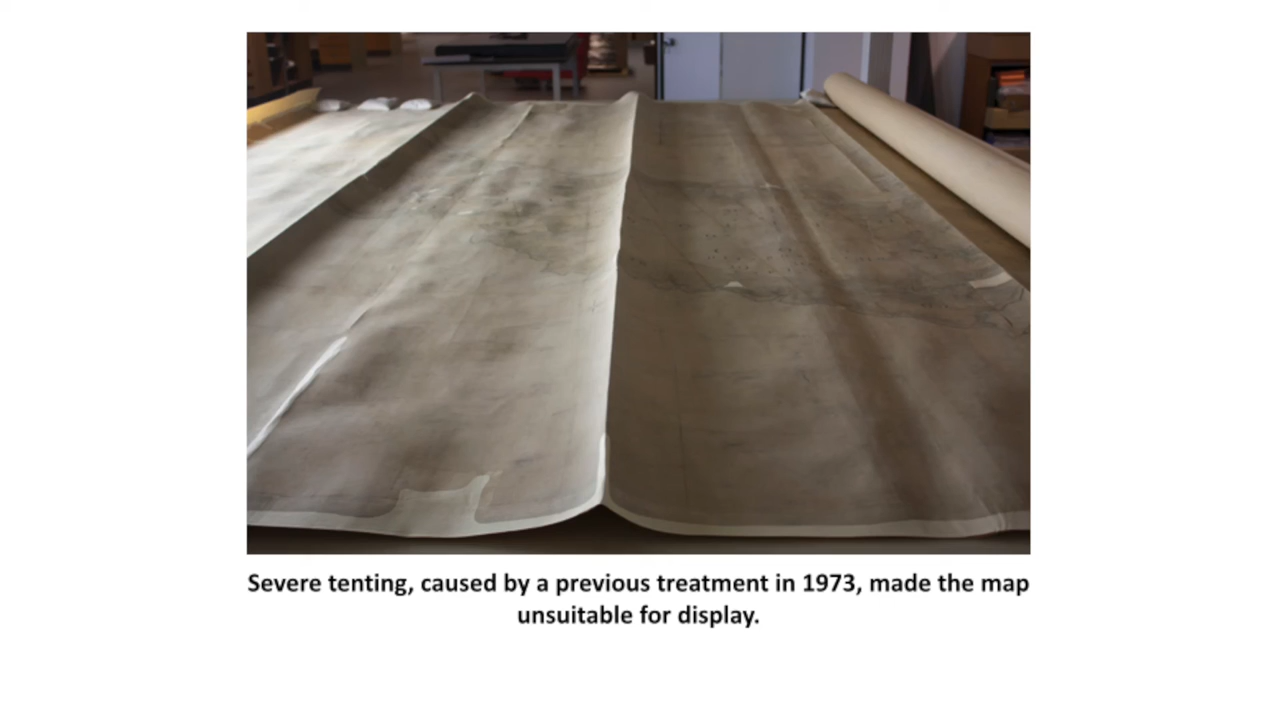 Severe tenting, caused by a previous treatment in 1973, made the map
unsuitable for display.